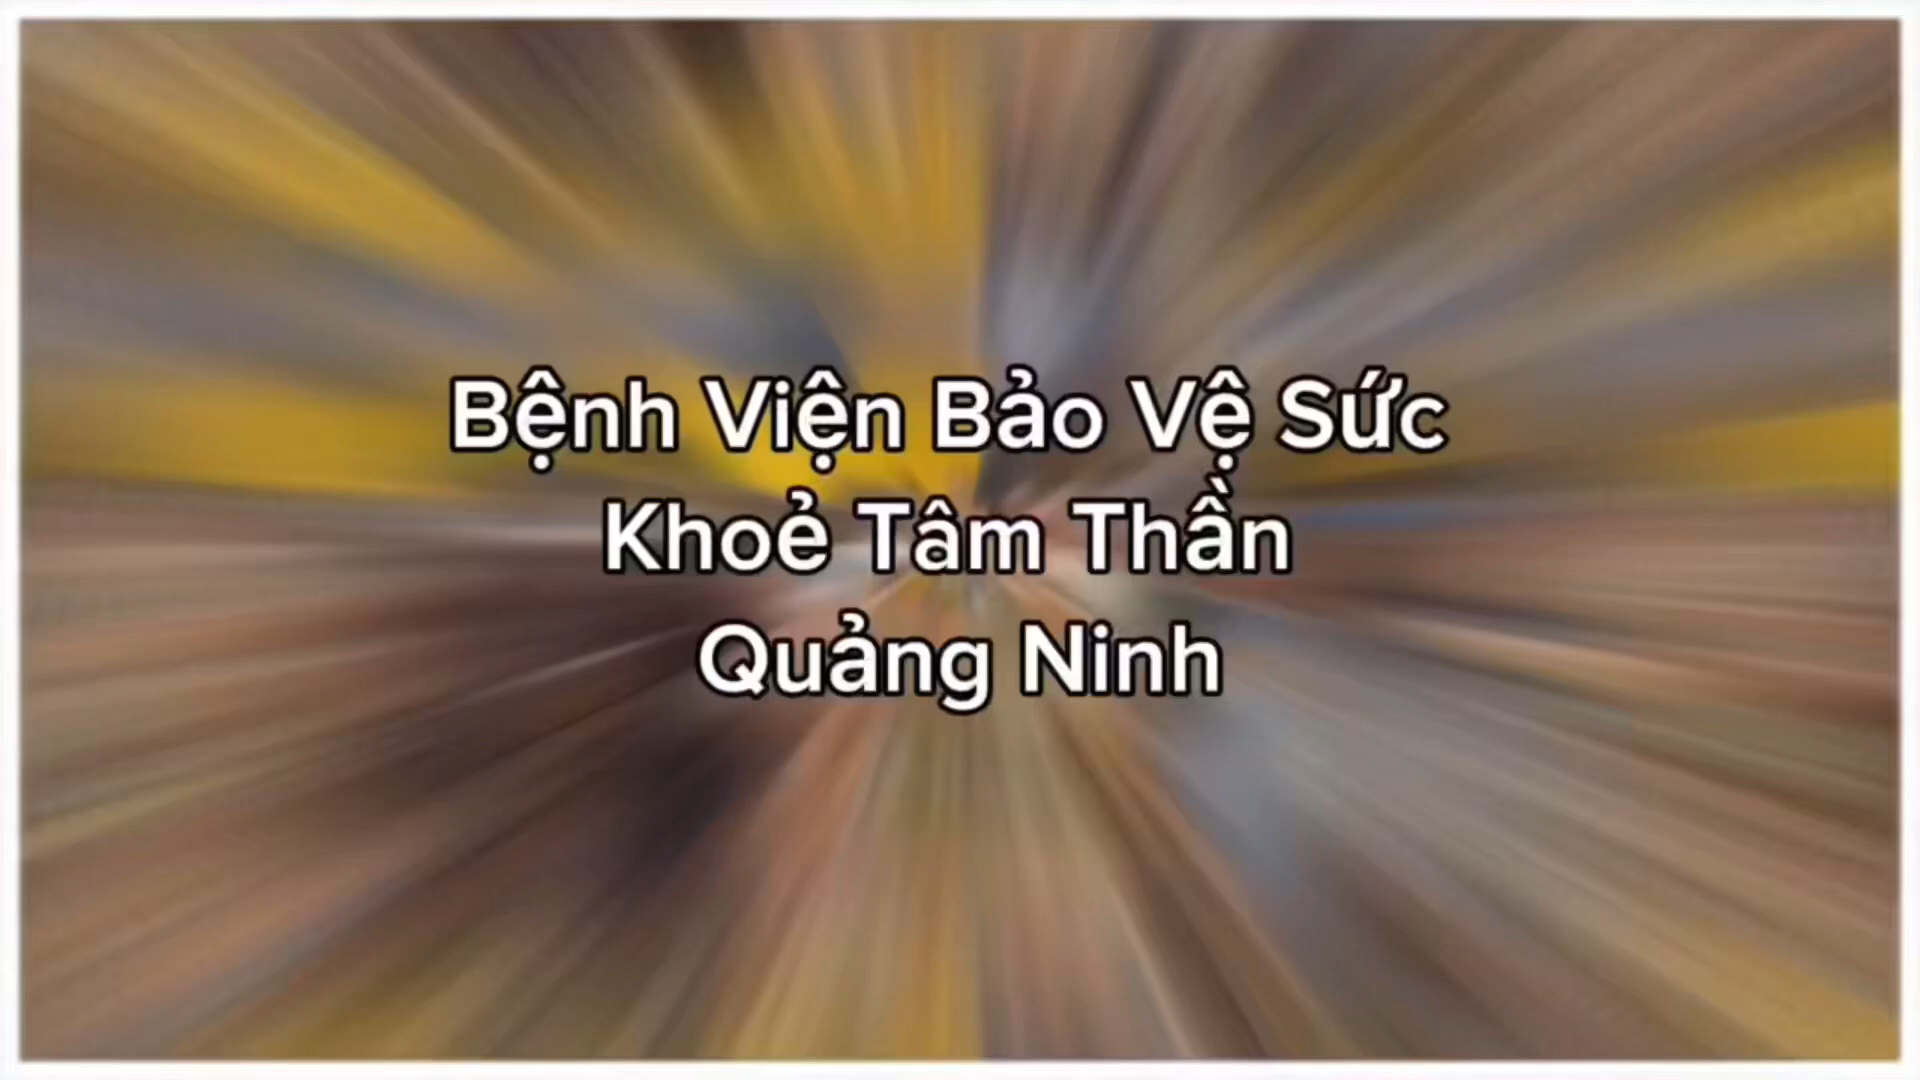 Bệnh Viện Bảo Vệ Sức
Khoẻ Tâm Thần
Quảng Ninh